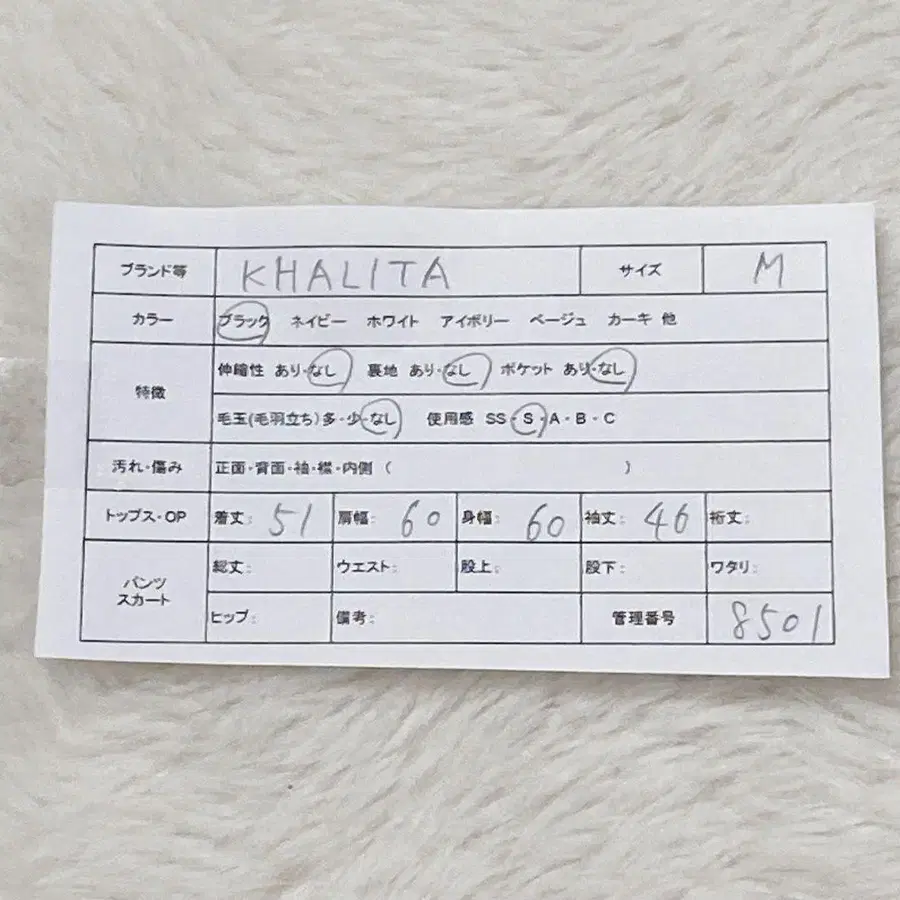 ブランド等 KHALITA サイズ M
カラー ブラック ネイビー ホワイト アイボリー ベージュ カーキ 他
特徴 伸縮性 あり・なし 裏地 あり・なし ポケット あり・なし
毛玉(毛羽立ち)多・少・なし 使用感 SS・S・A・B・C
汚れ・傷み 正面・背面・袖・襟・内側( )
トップス・OP 着丈: 51 肩幅: 60 身幅: 60 袖丈: 46 裄丈:
パンツ スカート 総丈: ウエスト: 股上: 股下: ワタリ:
ヒップ: 備考: 管理番号 8501